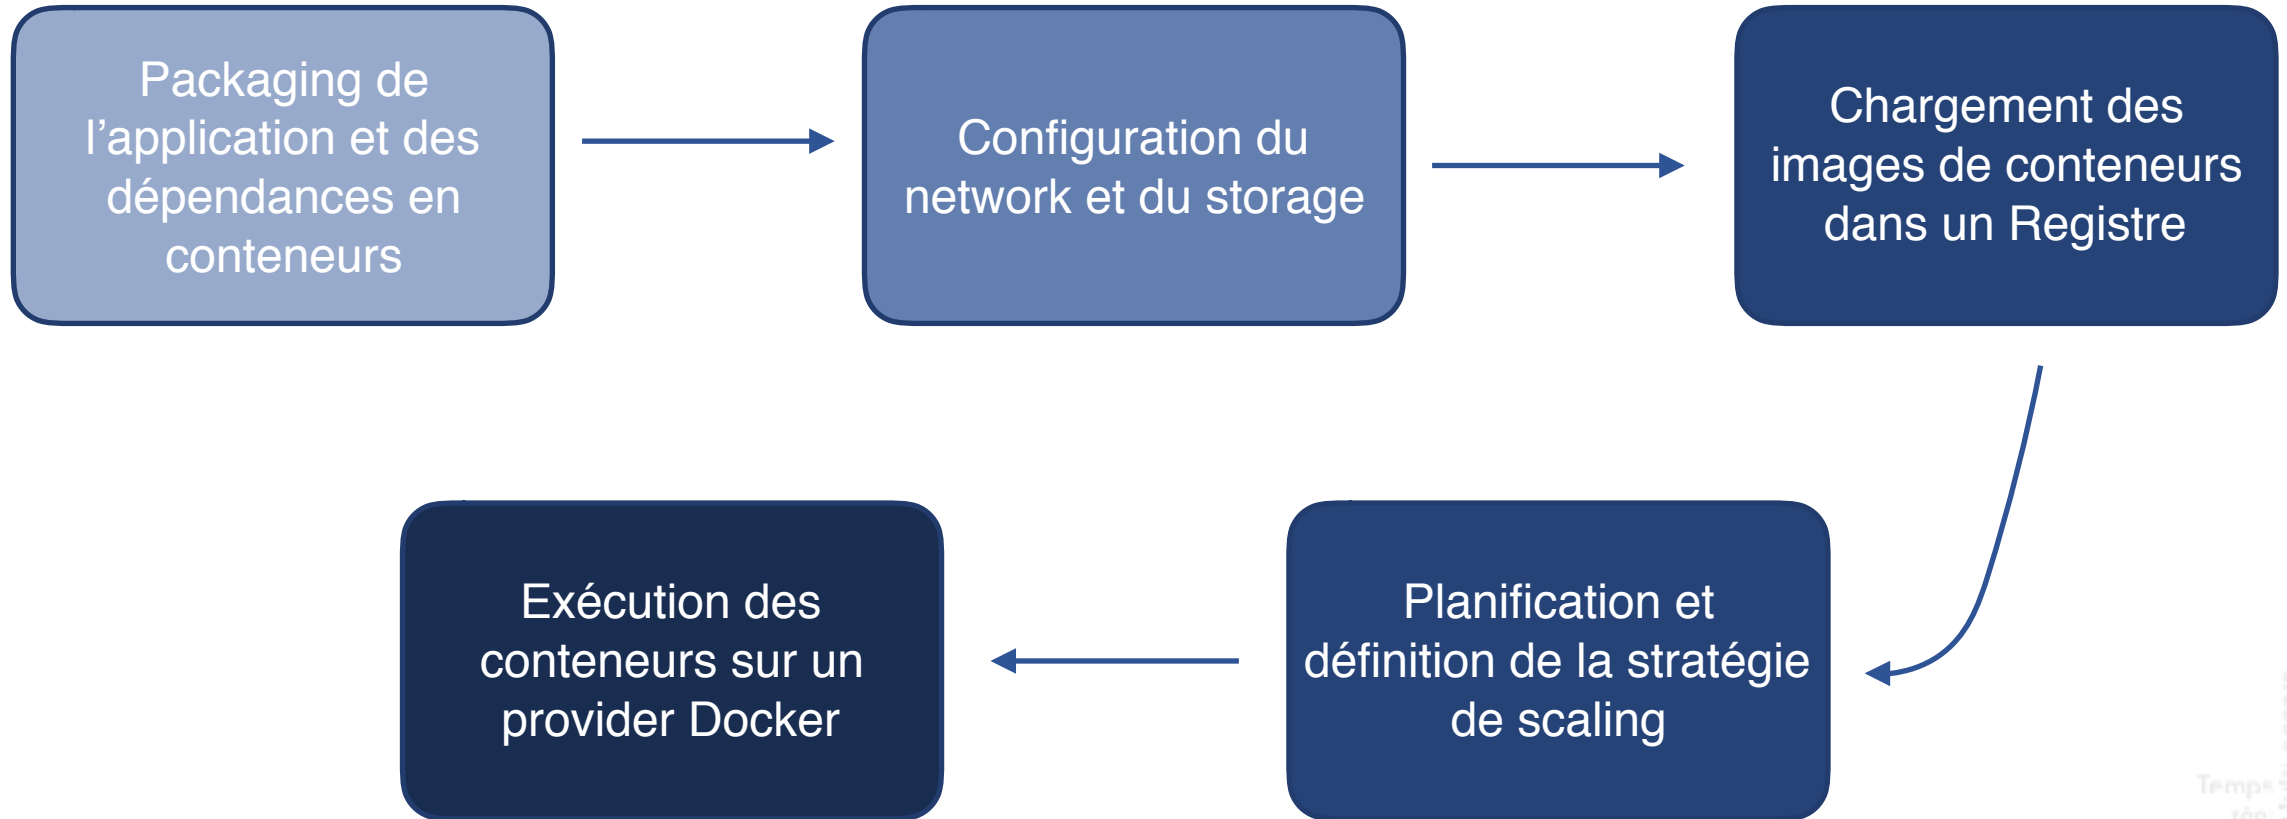 Packaging de
l’application et des
dépendances en
conteneurs
Configuration du
network et du storage
Chargement des
images de conteneurs
dans un Registre
Planification et
définition de la stratégie
de scaling
Exécution des
conteneurs sur un
provider Docker
Temps